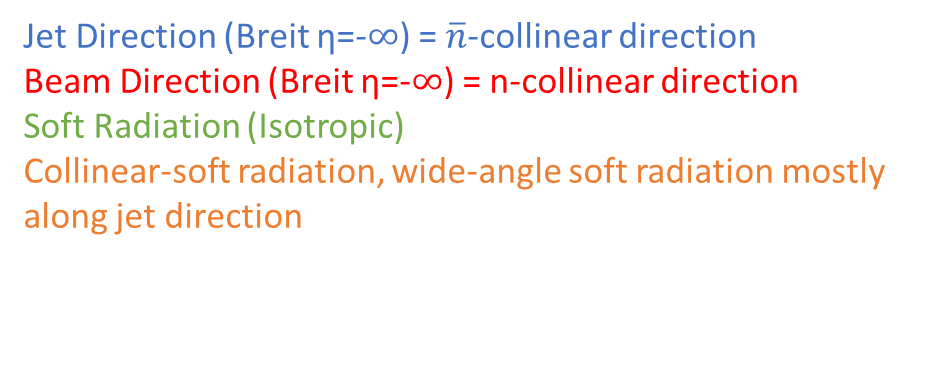 Jet Direction (Breit η=-∞) = n̅-collinear direction
Beam Direction (Breit η=-∞) = n-collinear direction
Soft Radiation (Isotropic)
Collinear-soft radiation, wide-angle soft radiation mostly
along jet direction